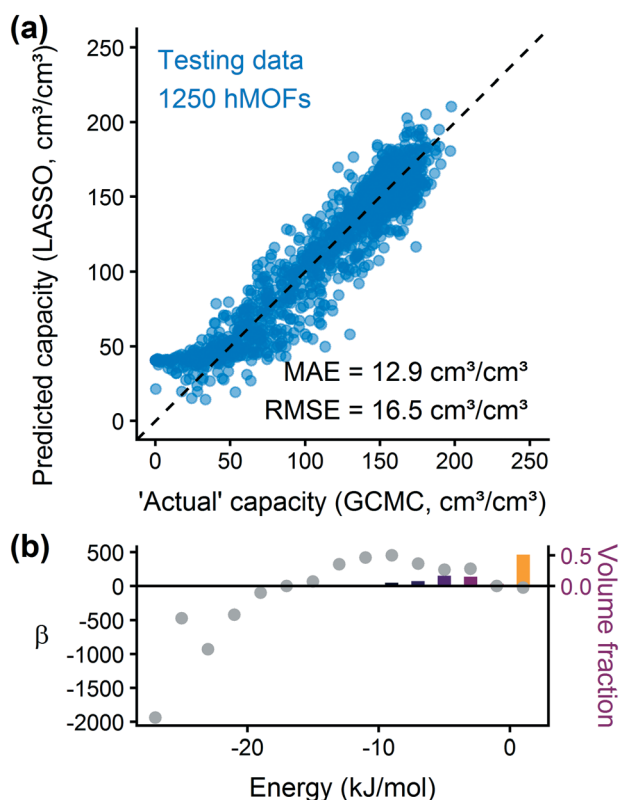 (a)
250
200
150
100
50
0
Predicted capacity (LASSO, cm³/cm³)
Testing data
1250 hMOFs
MAE = 12.9 cm³/cm³
RMSE = 16.5 cm³/cm³
0 50 100 150 200 250
'Actual' capacity (GCMC, cm³/cm³)
(b)
500
0
-500
-1000
-1500
-2000
β
0.5
0.0
Volume fraction
-20 -10 0
Energy (kJ/mol)